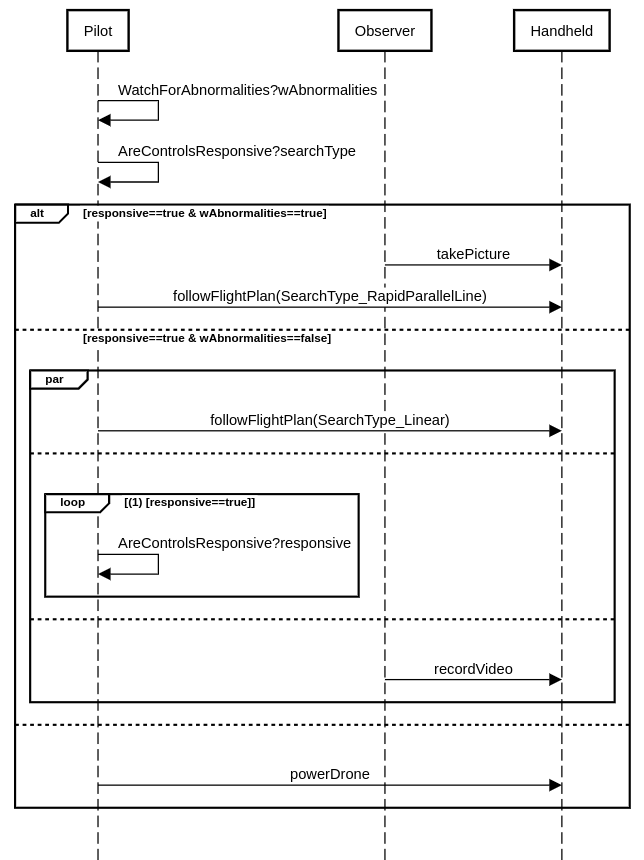 Pilot
Observer
Handheld
WatchForAbnormalities?wAbnormalities
AreControlsResponsive?searchType
alt
[responsive==true & wAbnormalities==true]
takePicture
followFlightPlan(SearchType_RapidParallelLine)
[responsive==true & wAbnormalities==false]
par
followFlightPlan(SearchType_Linear)
loop
[(1) [responsive==true]]
AreControlsResponsive?responsive
recordVideo
powerDrone